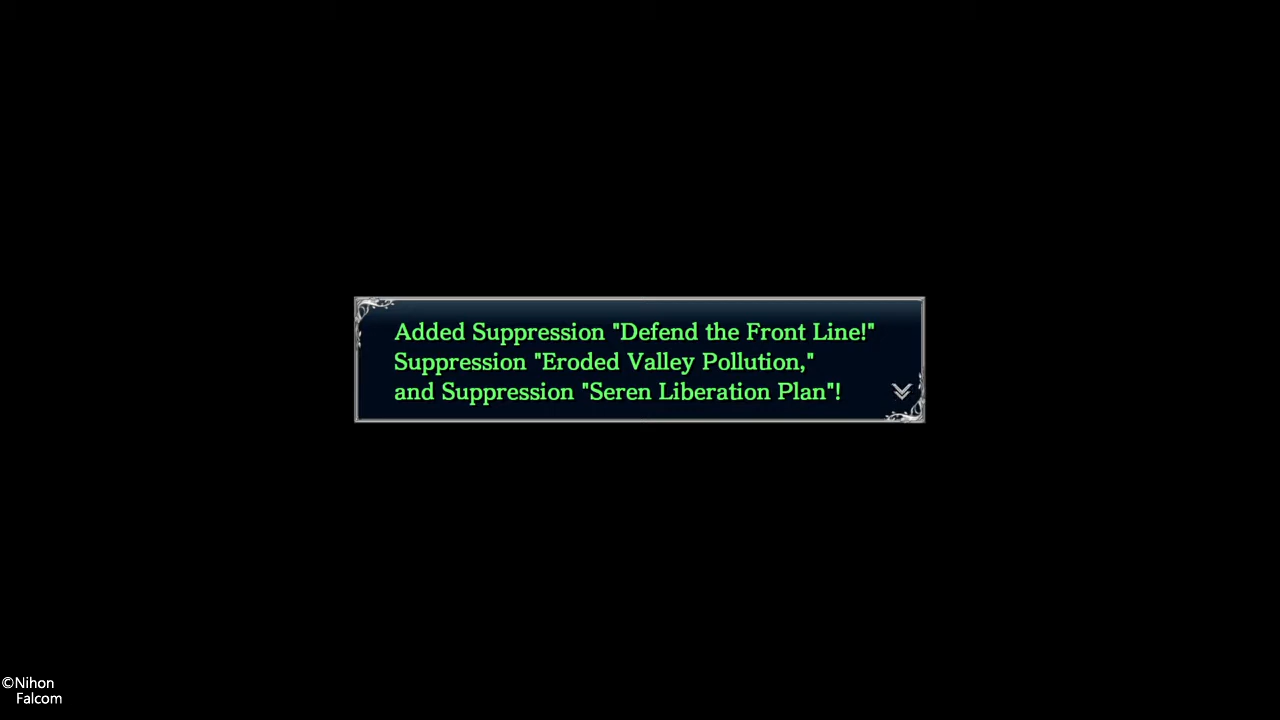 Added Suppression "Defend the Front Line!"
Suppression "Eroded Valley Pollution,"
and Suppression "Seren Liberation Plan"!
©Nihon
Falcom